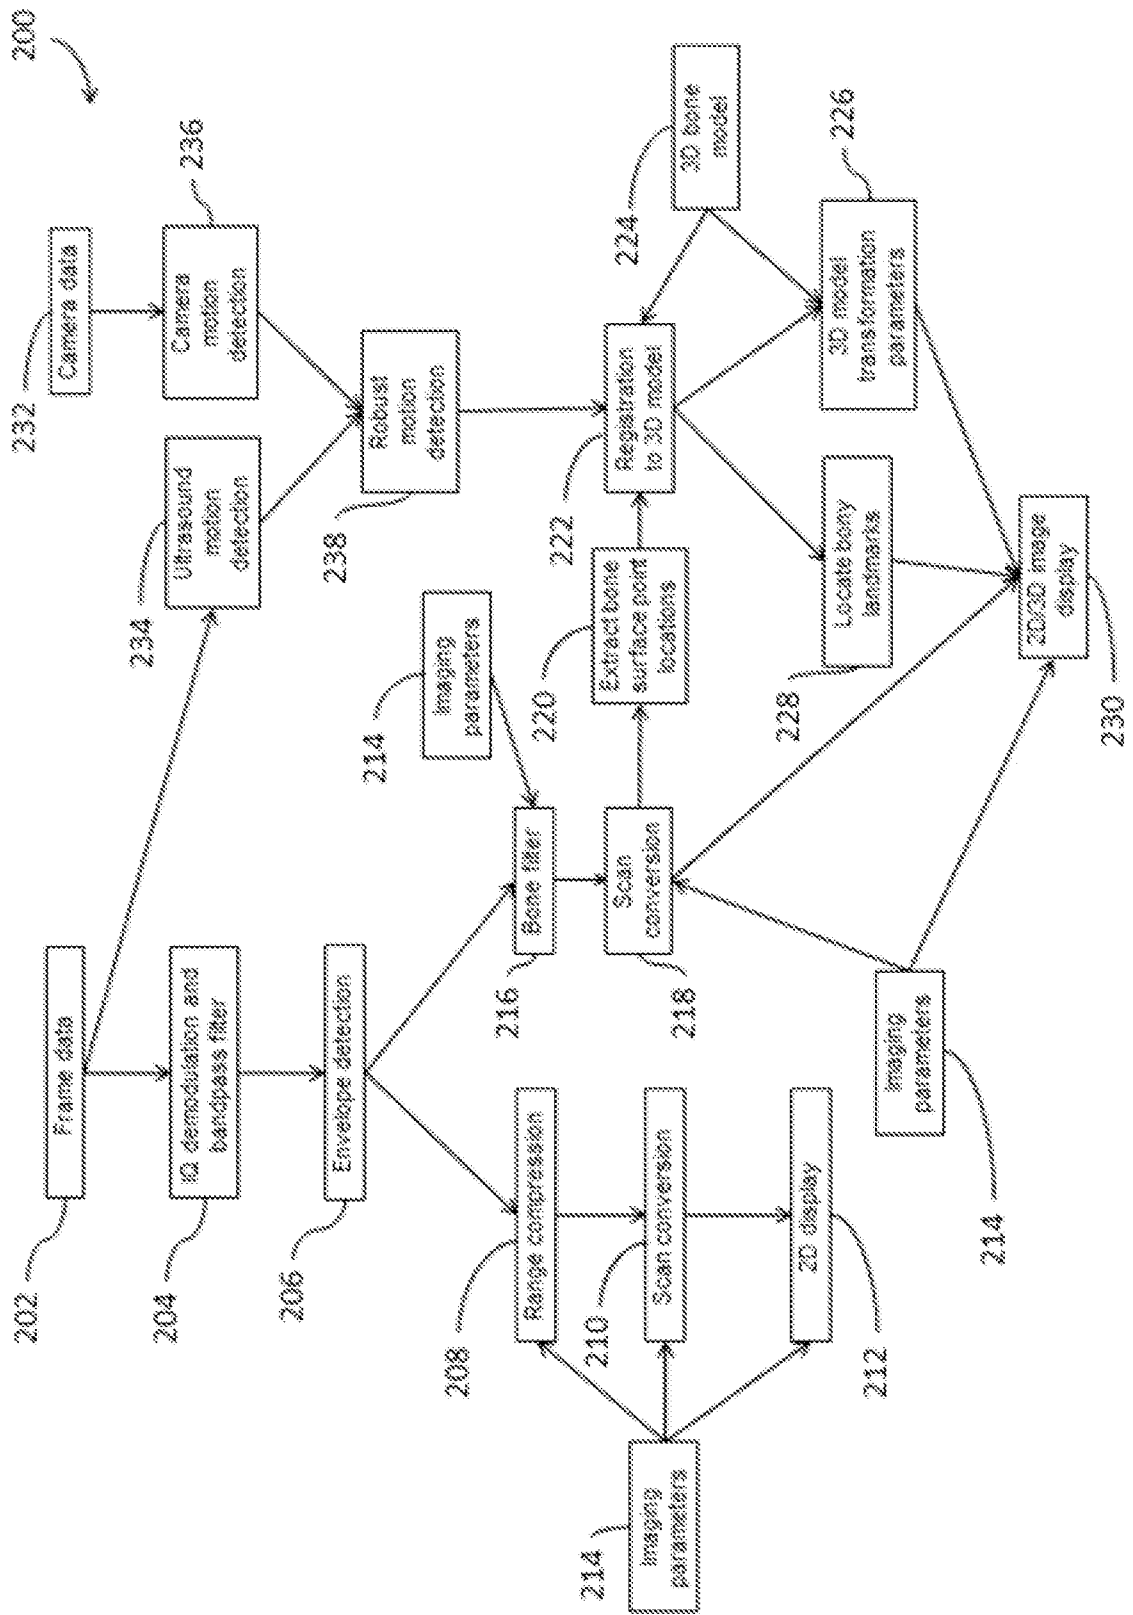 200
202
Frame data
232
Camera data
204
IQ demodulation and
bandpass filter
234
Ultrasound
motion
detection
236
Camera
motion
detection
206
Envelope detection
238
Robust
motion
detection
214
Imaging
parameters
208
Range compression
216
Bone filter
214
Imaging
parameters
210
Scan conversion
218
Scan
conversion
220
Extract bone
surface point
locations
222
Registration
to 3D model
224
3D bone
model
212
2D display
228
Locate bony
landmarks
226
3D model
transformation
parameters
214
Imaging
parameters
230
2D/3D image
display